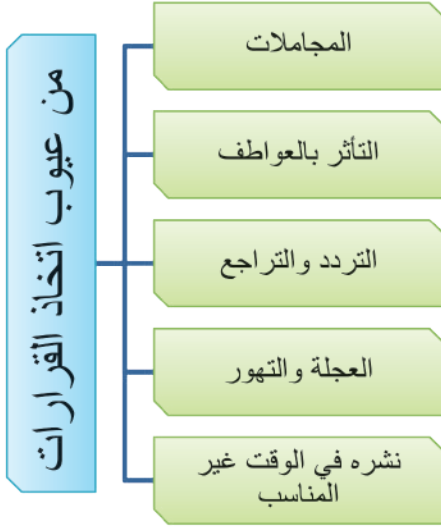 من عيوب اتخاذ القرارات
المجاملات
التأثر بالعواطف
التردد والتراجع
العجلة والتهور
نشره في الوقت غير
المناسب